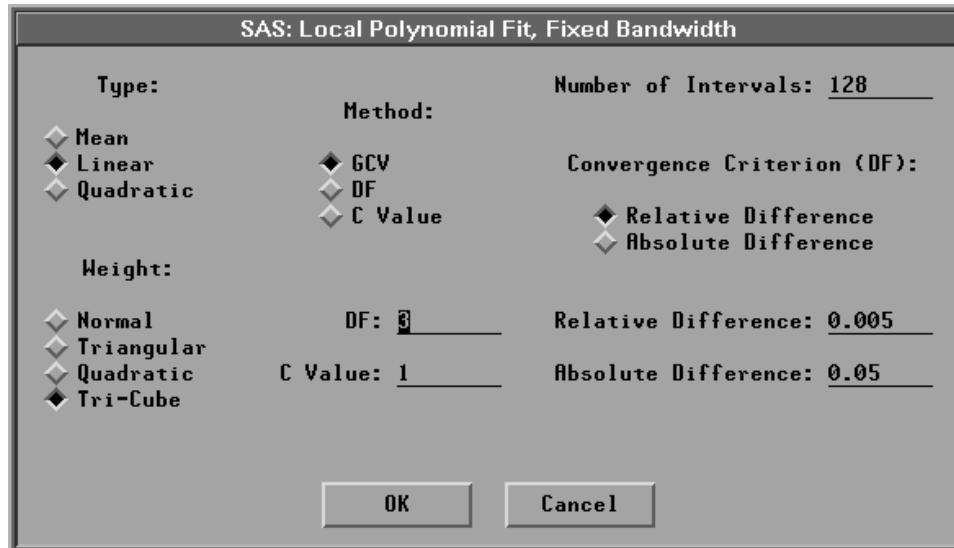 SAS: Local Polynomial Fit, Fixed Bandwidth
Type:
Mean
Linear
Quadratic
Method:
GCV
DF
C Value
Number of Intervals: 128
Convergence Criterion (DF):
Relative Difference
Absolute Difference
Weight:
Normal
Triangular
Quadratic
Tri-Cube
DF: 3
C Value: 1
Relative Difference: 0.005
Absolute Difference: 0.05
OK
Cancel